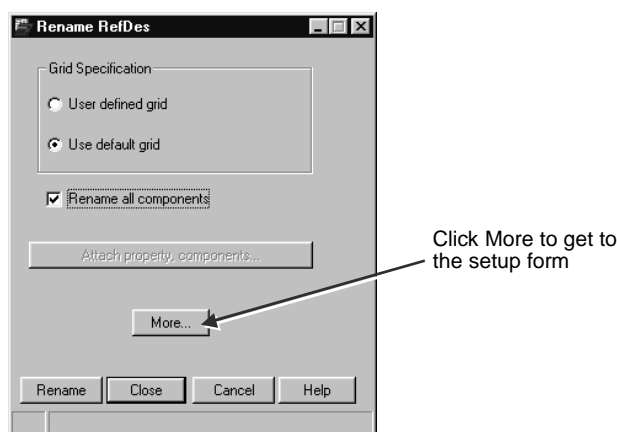 Rename RefDes
Grid Specification
User defined grid
Use default grid
Rename all components
Attach property, components...
Click More to get to
the setup form
More...
Rename Close Cancel Help